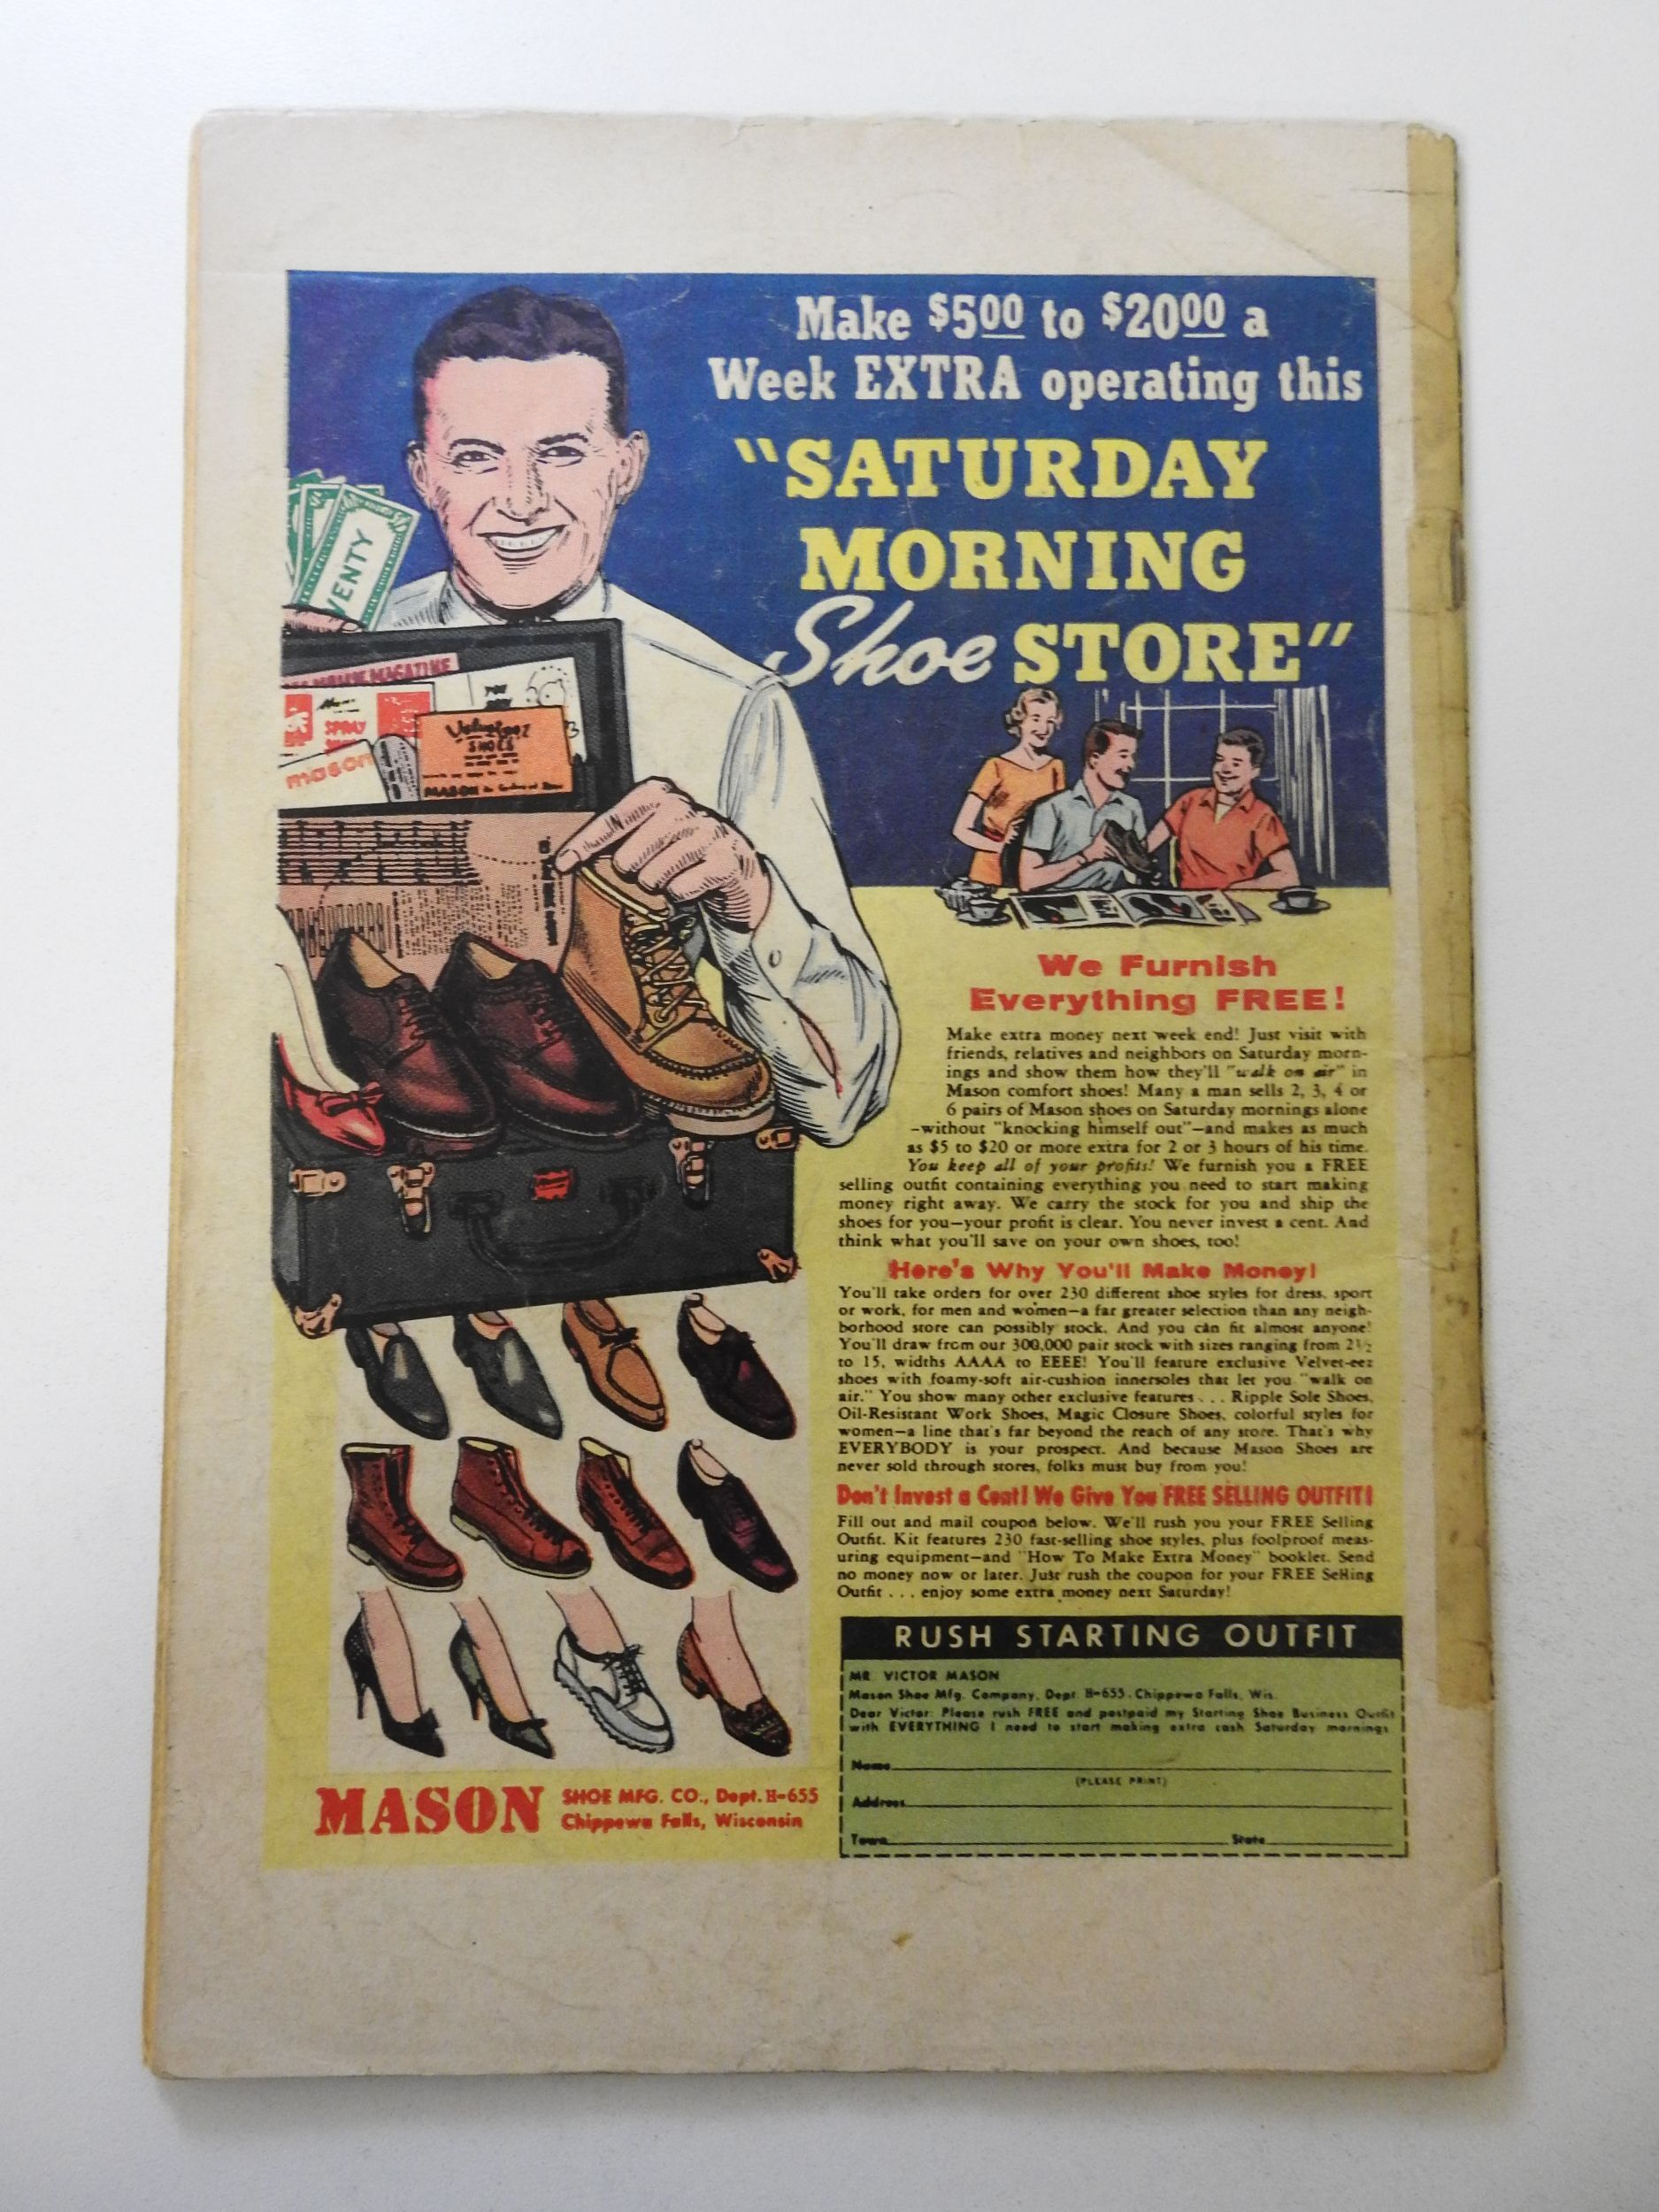 Make $5.00 to $20.00 a
Week EXTRA operating this
"SATURDAY
MORNING
Shoe STORE"
VENTY
MAGAZINE
SPRAY
YOU
mason
Velvet-eez
SHOES
MASON
We Furnish
Everything FREE!
Make extra money next week end! Just visit with
friends, relatives and neighbors on Saturday morn-
ings and show them how they'll "walk on air" in
Mason comfort shoes! Many a man sells 2, 3, 4 or
6 pairs of Mason shoes on Saturday mornings alone
-without "knocking himself out"-and makes as much
as $5 to $20 or more extra for 2 or 3 hours of his time.
You keep all of your profits! We furnish you a FREE
selling outfit containing everything you need to start making
money right away. We carry the stock for you and ship the
shoes for you—your profit is clear. You never invest a cent. And
think what you'll save on your own shoes, too!
Here's Why You'll Make Money!
You'll take orders for over 230 different shoe styles for dress, sport
or work, for men and women—a far greater selection than any neigh-
borhood store can possibly stock. And you can fit almost anyone!
You'll draw from our 300,000 pair stock with sizes ranging from 2½
to 15, widths AAAA to EEEE! You'll feature exclusive Velvet-eez
shoes with foamy-soft air-cushion innersoles that let you "walk on
air." You show many other exclusive features . . . Ripple Sole Shoes,
Oil-Resistant Work Shoes, Magic Closure Shoes, colorful styles for
women—a line that's far beyond the reach of any store. That's why
EVERYBODY is your prospect. And because Mason Shoes are
never sold through stores, folks must buy from you!
Don't Invest a Cent! We Give You FREE SELLING OUTFIT!
Fill out and mail coupon below. We'll rush you your FREE Selling
Outfit. Kit features 230 fast-selling shoe styles, plus foolproof meas-
uring equipment—and "How To Make Extra Money" booklet. Send
no money now or later. Just rush the coupon for your FREE Selling
Outfit . . . enjoy some extra money next Saturday!
RUSH STARTING OUTFIT
MR. VICTOR MASON
Mason Shoe Mfg. Company, Dept. H-655, Chippewa Falls, Wis.
Dear Victor: Please rush FREE and postpaid my Starting Shoe Business Outfit
with EVERYTHING I need to start making extra cash Saturday mornings.
Name
(PLEASE PRINT)
Address
Town State
MASON SHOE MFG. CO., Dept. H-655
Chippewa Falls, Wisconsin